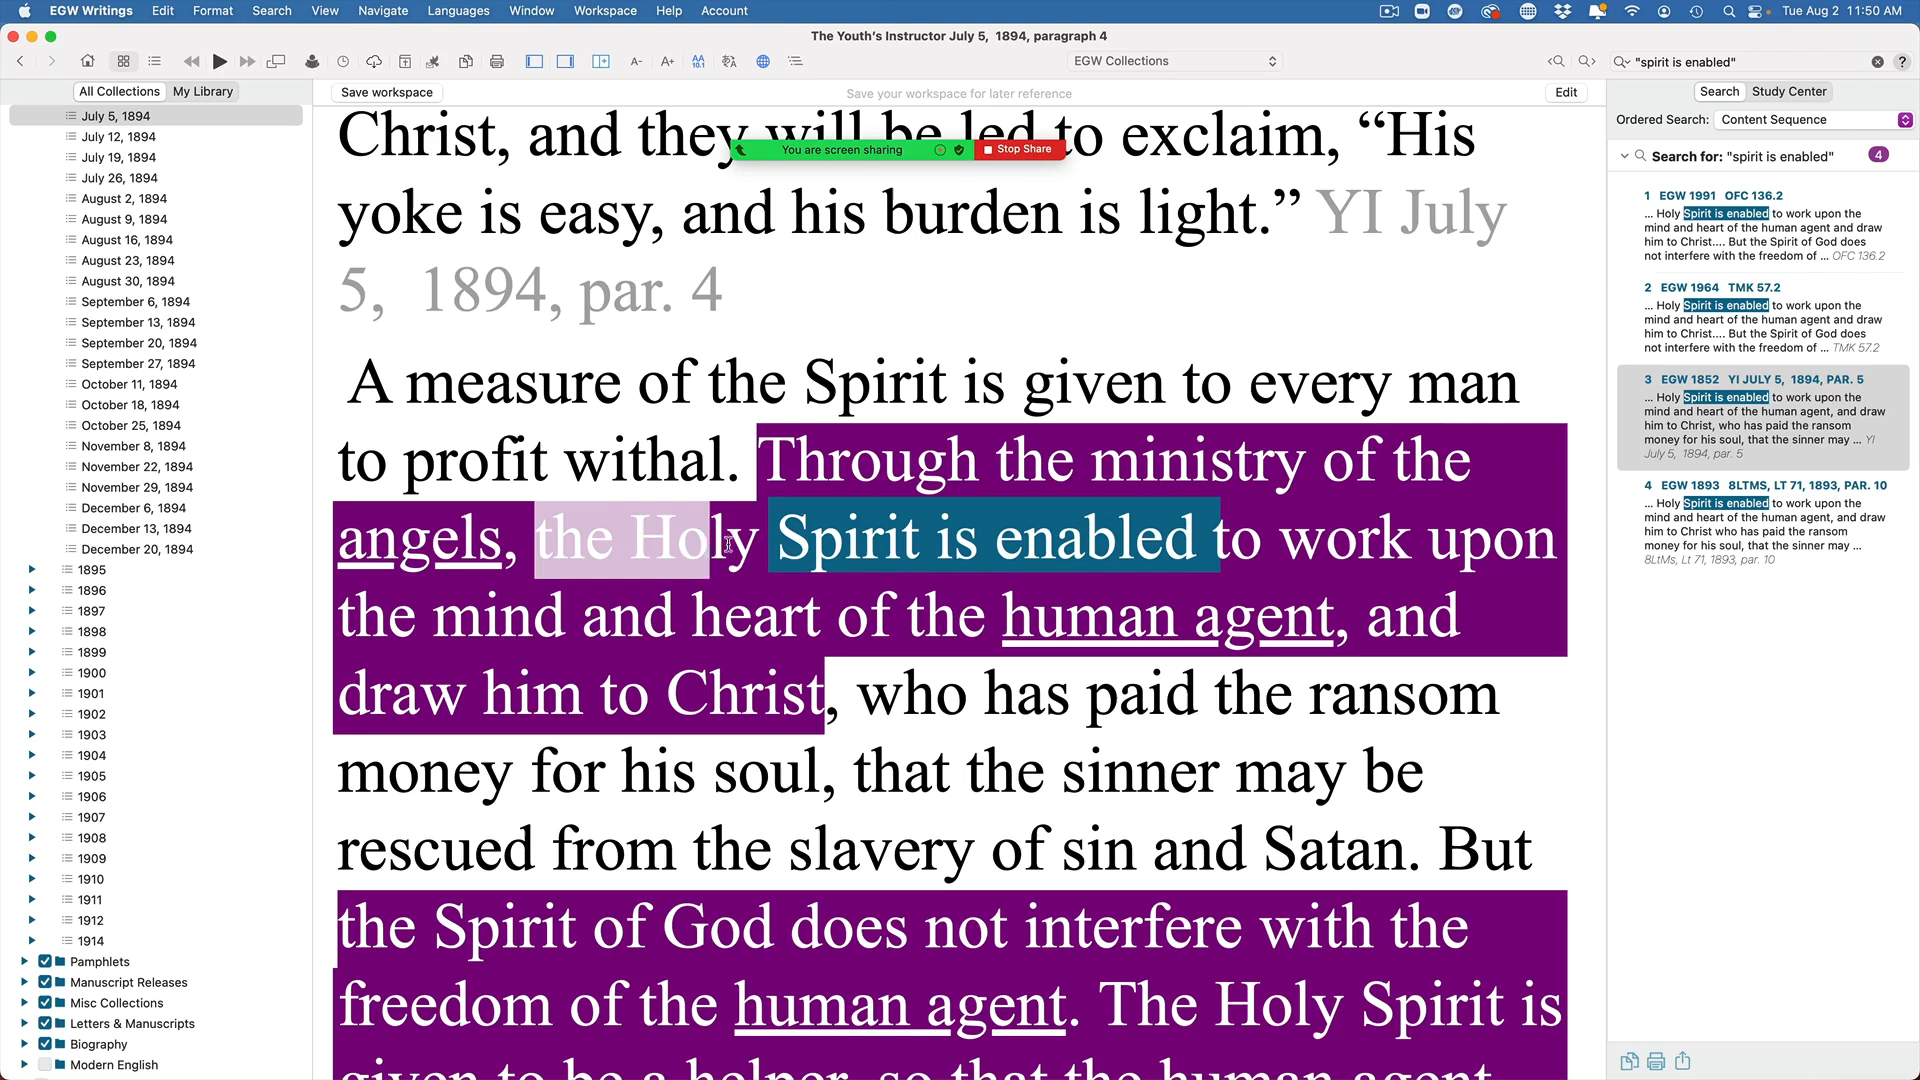 EGW Writings Edit Format Search View Navigate Languages Window Workspace Help Account Tue Aug 2 11:50 AM
The Youth's Instructor July 5, 1894, paragraph 4
A- A+ AA 10.1 EGW Collections "spirit is enabled" ?
All Collections My Library
Save workspace Save your workspace for later reference Edit
July 5, 1894
July 12, 1894
July 19, 1894
July 26, 1894
August 2, 1894
August 9, 1894
August 16, 1894
August 23, 1894
August 30, 1894
September 6, 1894
September 13, 1894
September 20, 1894
September 27, 1894
October 11, 1894
October 18, 1894
October 25, 1894
November 8, 1894
November 22, 1894
November 29, 1894
December 6, 1894
December 13, 1894
December 20, 1894
1895
1896
1897
1898
1899
1900
1901
1902
1903
1904
1905
1906
1907
1908
1909
1910
1911
1912
1914
Pamphlets
Manuscript Releases
Misc Collections
Letters & Manuscripts
Biography
Modern English
You are screen sharing Stop Share
Christ, and they will be led to exclaim, “His
yoke is easy, and his burden is light.” YI July
5, 1894, par. 4
A measure of the Spirit is given to every man
to profit withal. Through the ministry of the
angels, the Holy Spirit is enabled to work upon
the mind and heart of the human agent, and
draw him to Christ, who has paid the ransom
money for his soul, that the sinner may be
rescued from the slavery of sin and Satan. But
the Spirit of God does not interfere with the
freedom of the human agent. The Holy Spirit is
given to be a helper, so that the human agent
Search Study Center
Ordered Search: Content Sequence
Search for: "spirit is enabled" 4
1 EGW 1991 OFC 136.2
... Holy Spirit is enabled to work upon the
mind and heart of the human agent and draw
him to Christ.... But the Spirit of God does
not interfere with the freedom of ... OFC 136.2
2 EGW 1964 TMK 57.2
... Holy Spirit is enabled to work upon the
mind and heart of the human agent and draw
him to Christ.... But the Spirit of God does
not interfere with the freedom of ... TMK 57.2
3 EGW 1852 YI JULY 5, 1894, PAR. 5
... Holy Spirit is enabled to work upon the
mind and heart of the human agent, and draw
him to Christ, who has paid the ransom
money for his soul, that the sinner may ... YI
July 5, 1894, par. 5
4 EGW 1893 8LTMS, LT 71, 1893, PAR. 10
... Holy Spirit is enabled to work upon the
mind and heart of the human agent, and draw
him to Christ who has paid the ransom
money for his soul, that the sinner may ...
8LtMs, Lt 71, 1893, par. 10